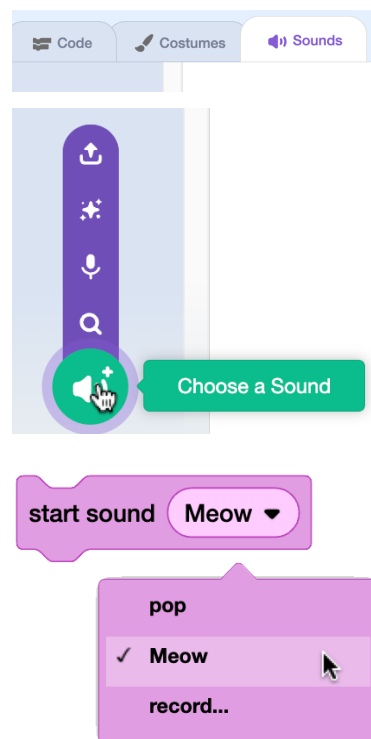 Code Costumes Sounds
Choose a Sound
start sound Meow
pop
Meow
record...